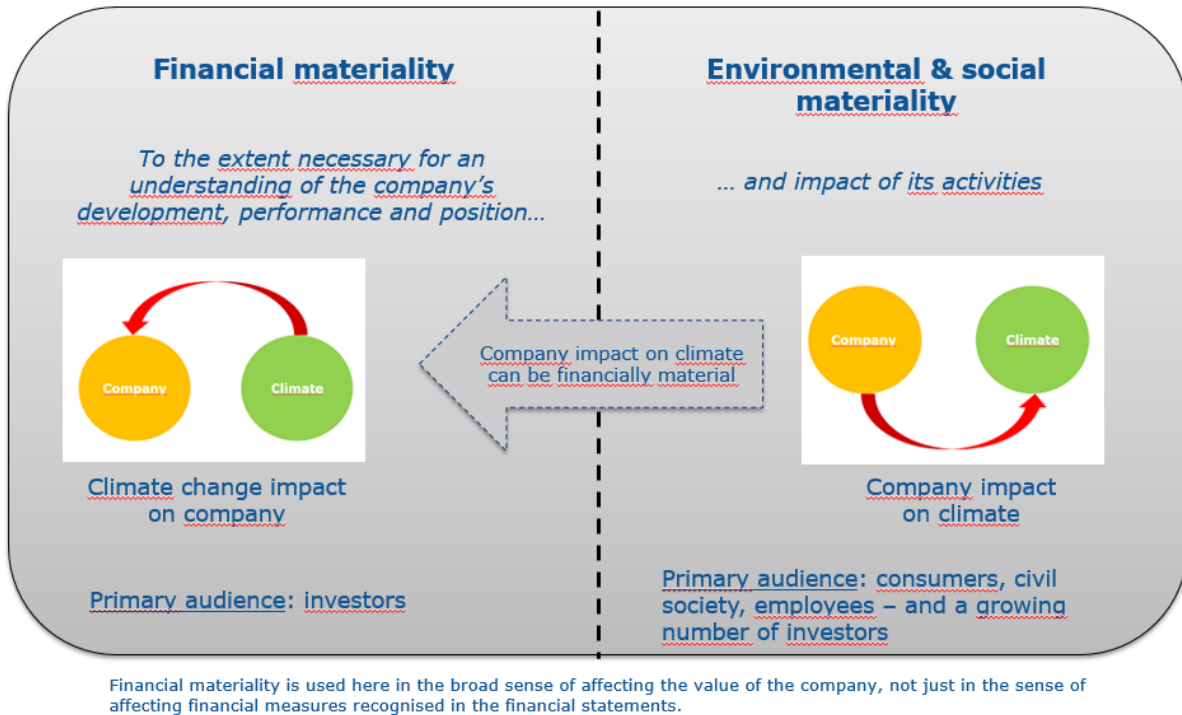 Financial materiality
To the extent necessary for an
understanding of the company's
development, performance and position…
Company
Climate
Climate change impact
on company
Primary audience: investors
Company impact on climate
can be financially material
Environmental & social
materiality
… and impact of its activities
Company
Climate
Company impact
on climate
Primary audience: consumers, civil
society, employees – and a growing
number of investors
Financial materiality is used here in the broad sense of affecting the value of the company, not just in the sense of
affecting financial measures recognised in the financial statements.